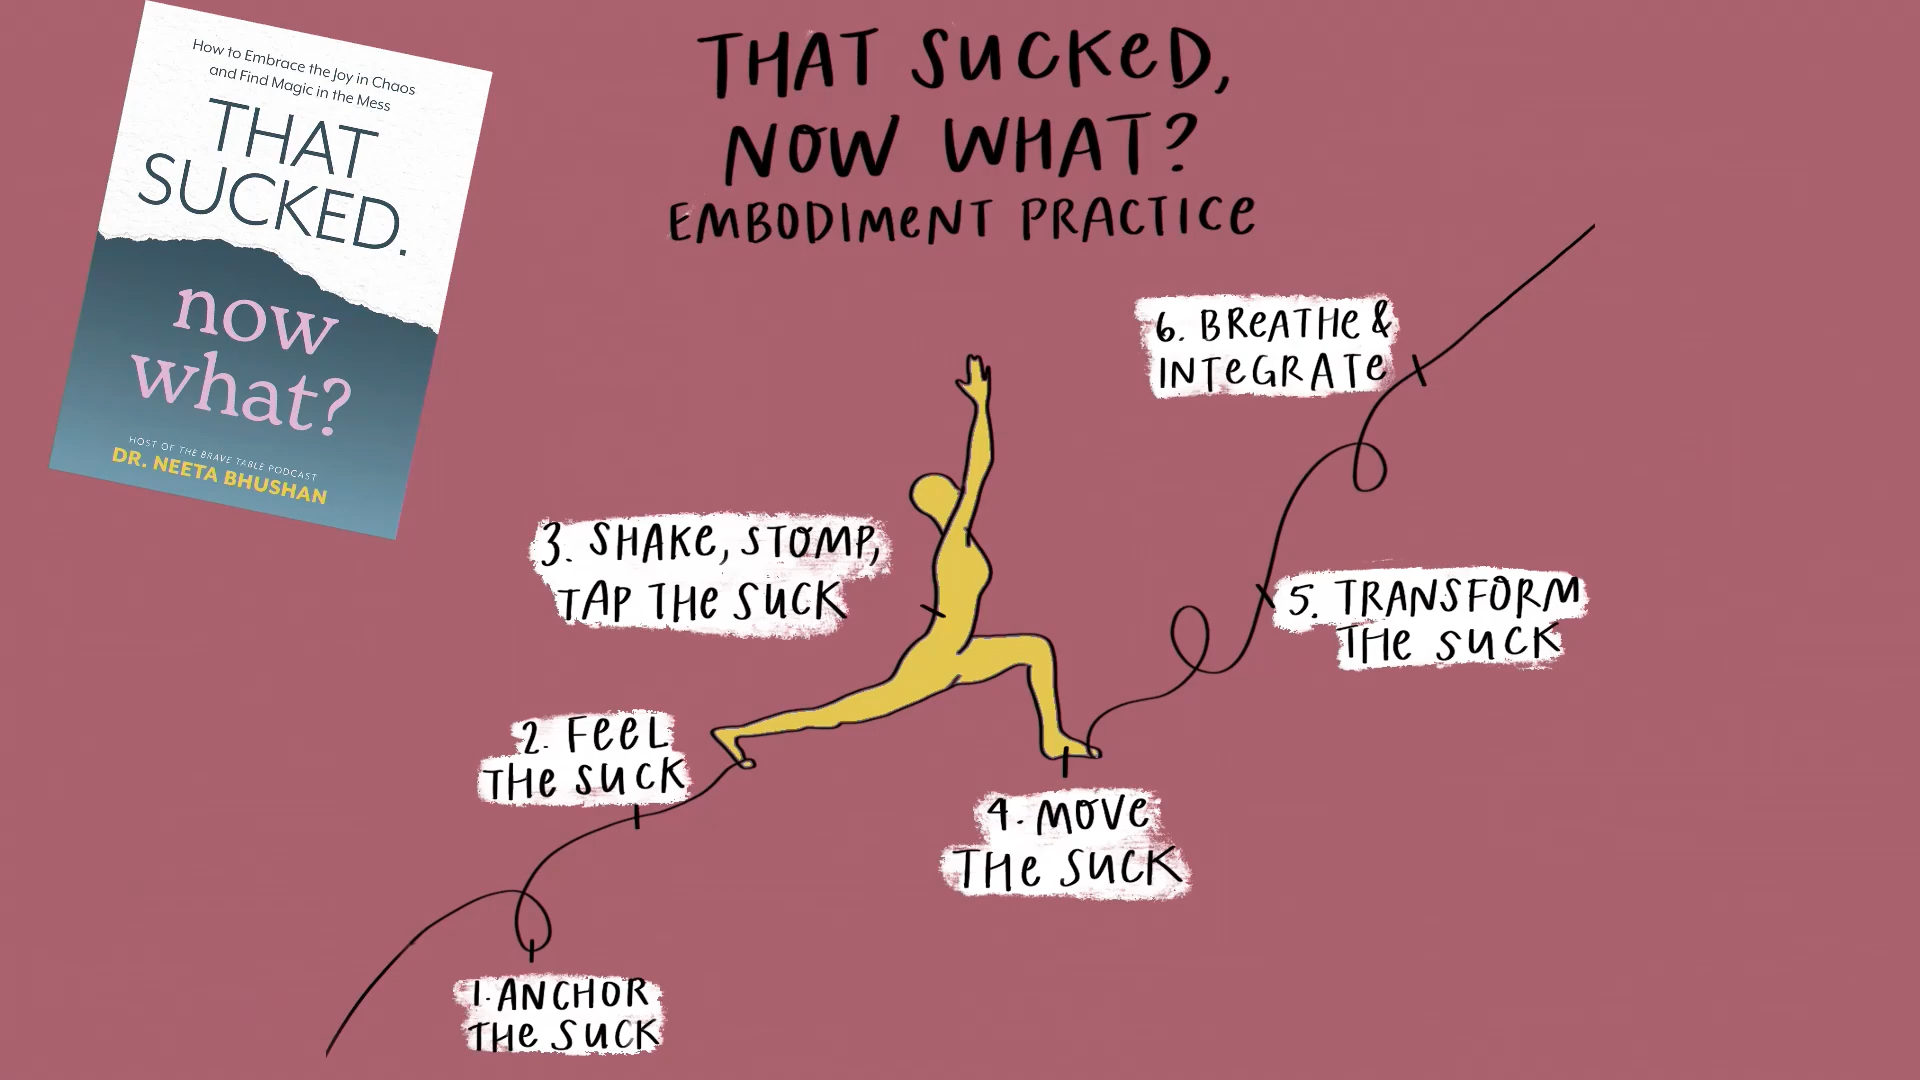 How to Embrace the Joy in Chaos
and Find Magic in the Mess
THAT
SUCKED.
now
what?
HOST OF THE BRAVE TABLE PODCAST
DR. NEETA BHUSHAN
THAT SUCKED,
NOW WHAT?
EMBODIMENT PRACTICE
6. BREATHE &
INTEGRATE
3. SHAKE, STOMP,
TAP THE SUCK
5. TRANSFORM
THE SUCK
2. FEEL
THE SUCK
4. MOVE
THE SUCK
1. ANCHOR
THE SUCK